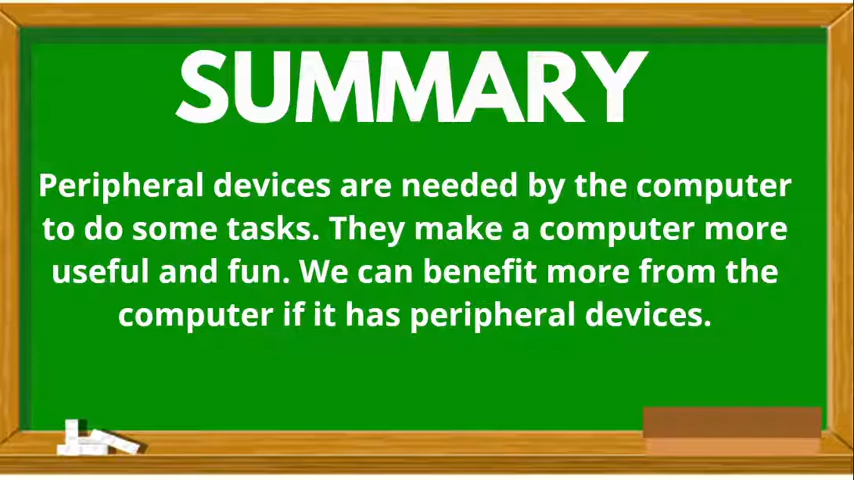 SUMMARY
Peripheral devices are needed by the computer
to do some tasks. They make a computer more
useful and fun. We can benefit more from the
computer if it has peripheral devices.